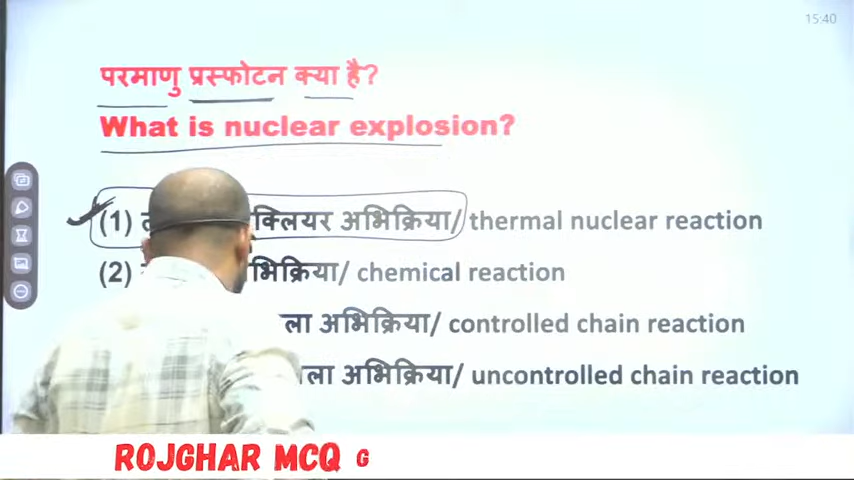 15:40
परमाणु प्रस्फोटन क्या है?
What is nuclear explosion?
(1) क्लियर अभिक्रिया/ thermal nuclear reaction
(2) भिक्रिया/ chemical reaction
ला अभिक्रिया/ controlled chain reaction
ला अभिक्रिया/ uncontrolled chain reaction
ROJGHAR MCQ G